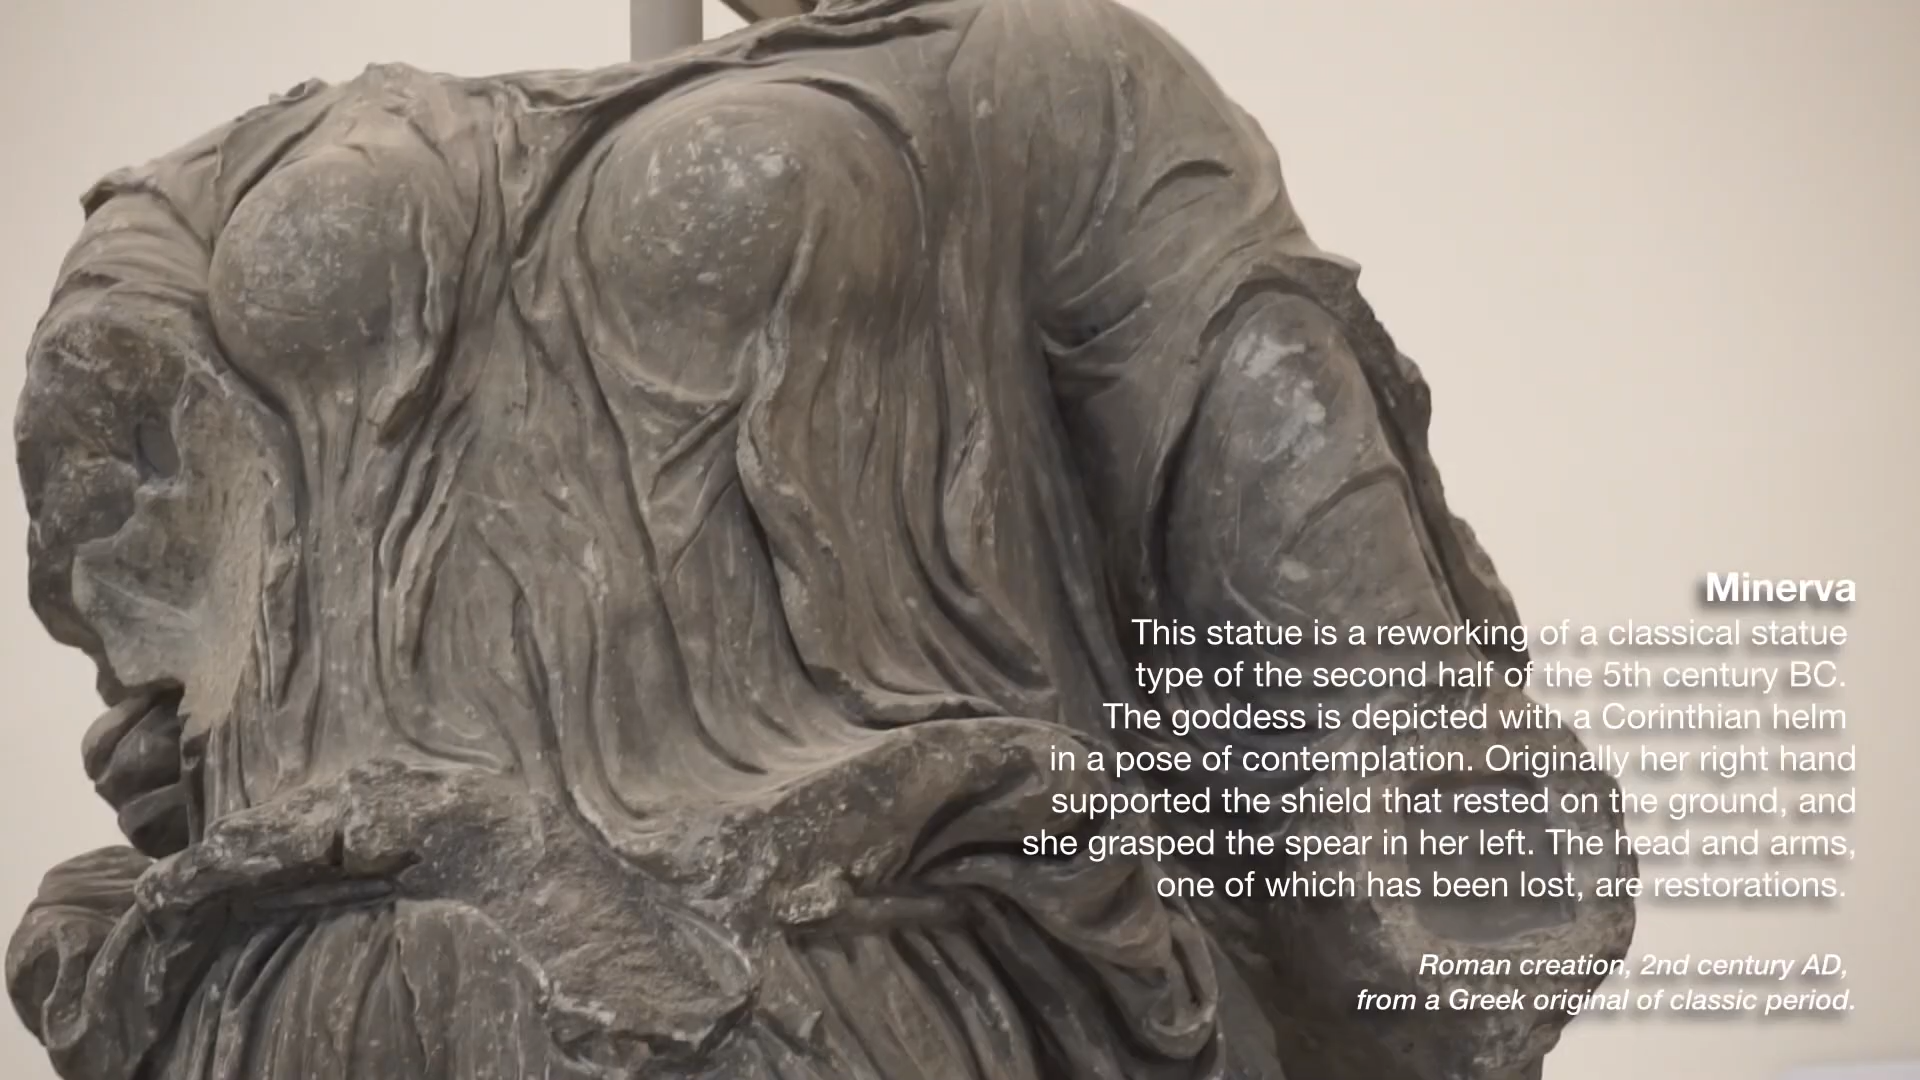 Minerva
This statue is a reworking of a classical statue
type of the second half of the 5th century BC.
The goddess is depicted with a Corinthian helm
in a pose of contemplation. Originally her right hand
supported the shield that rested on the ground, and
she grasped the spear in her left. The head and arms,
one of which has been lost, are restorations.
Roman creation, 2nd century AD,
from a Greek original of classic period.